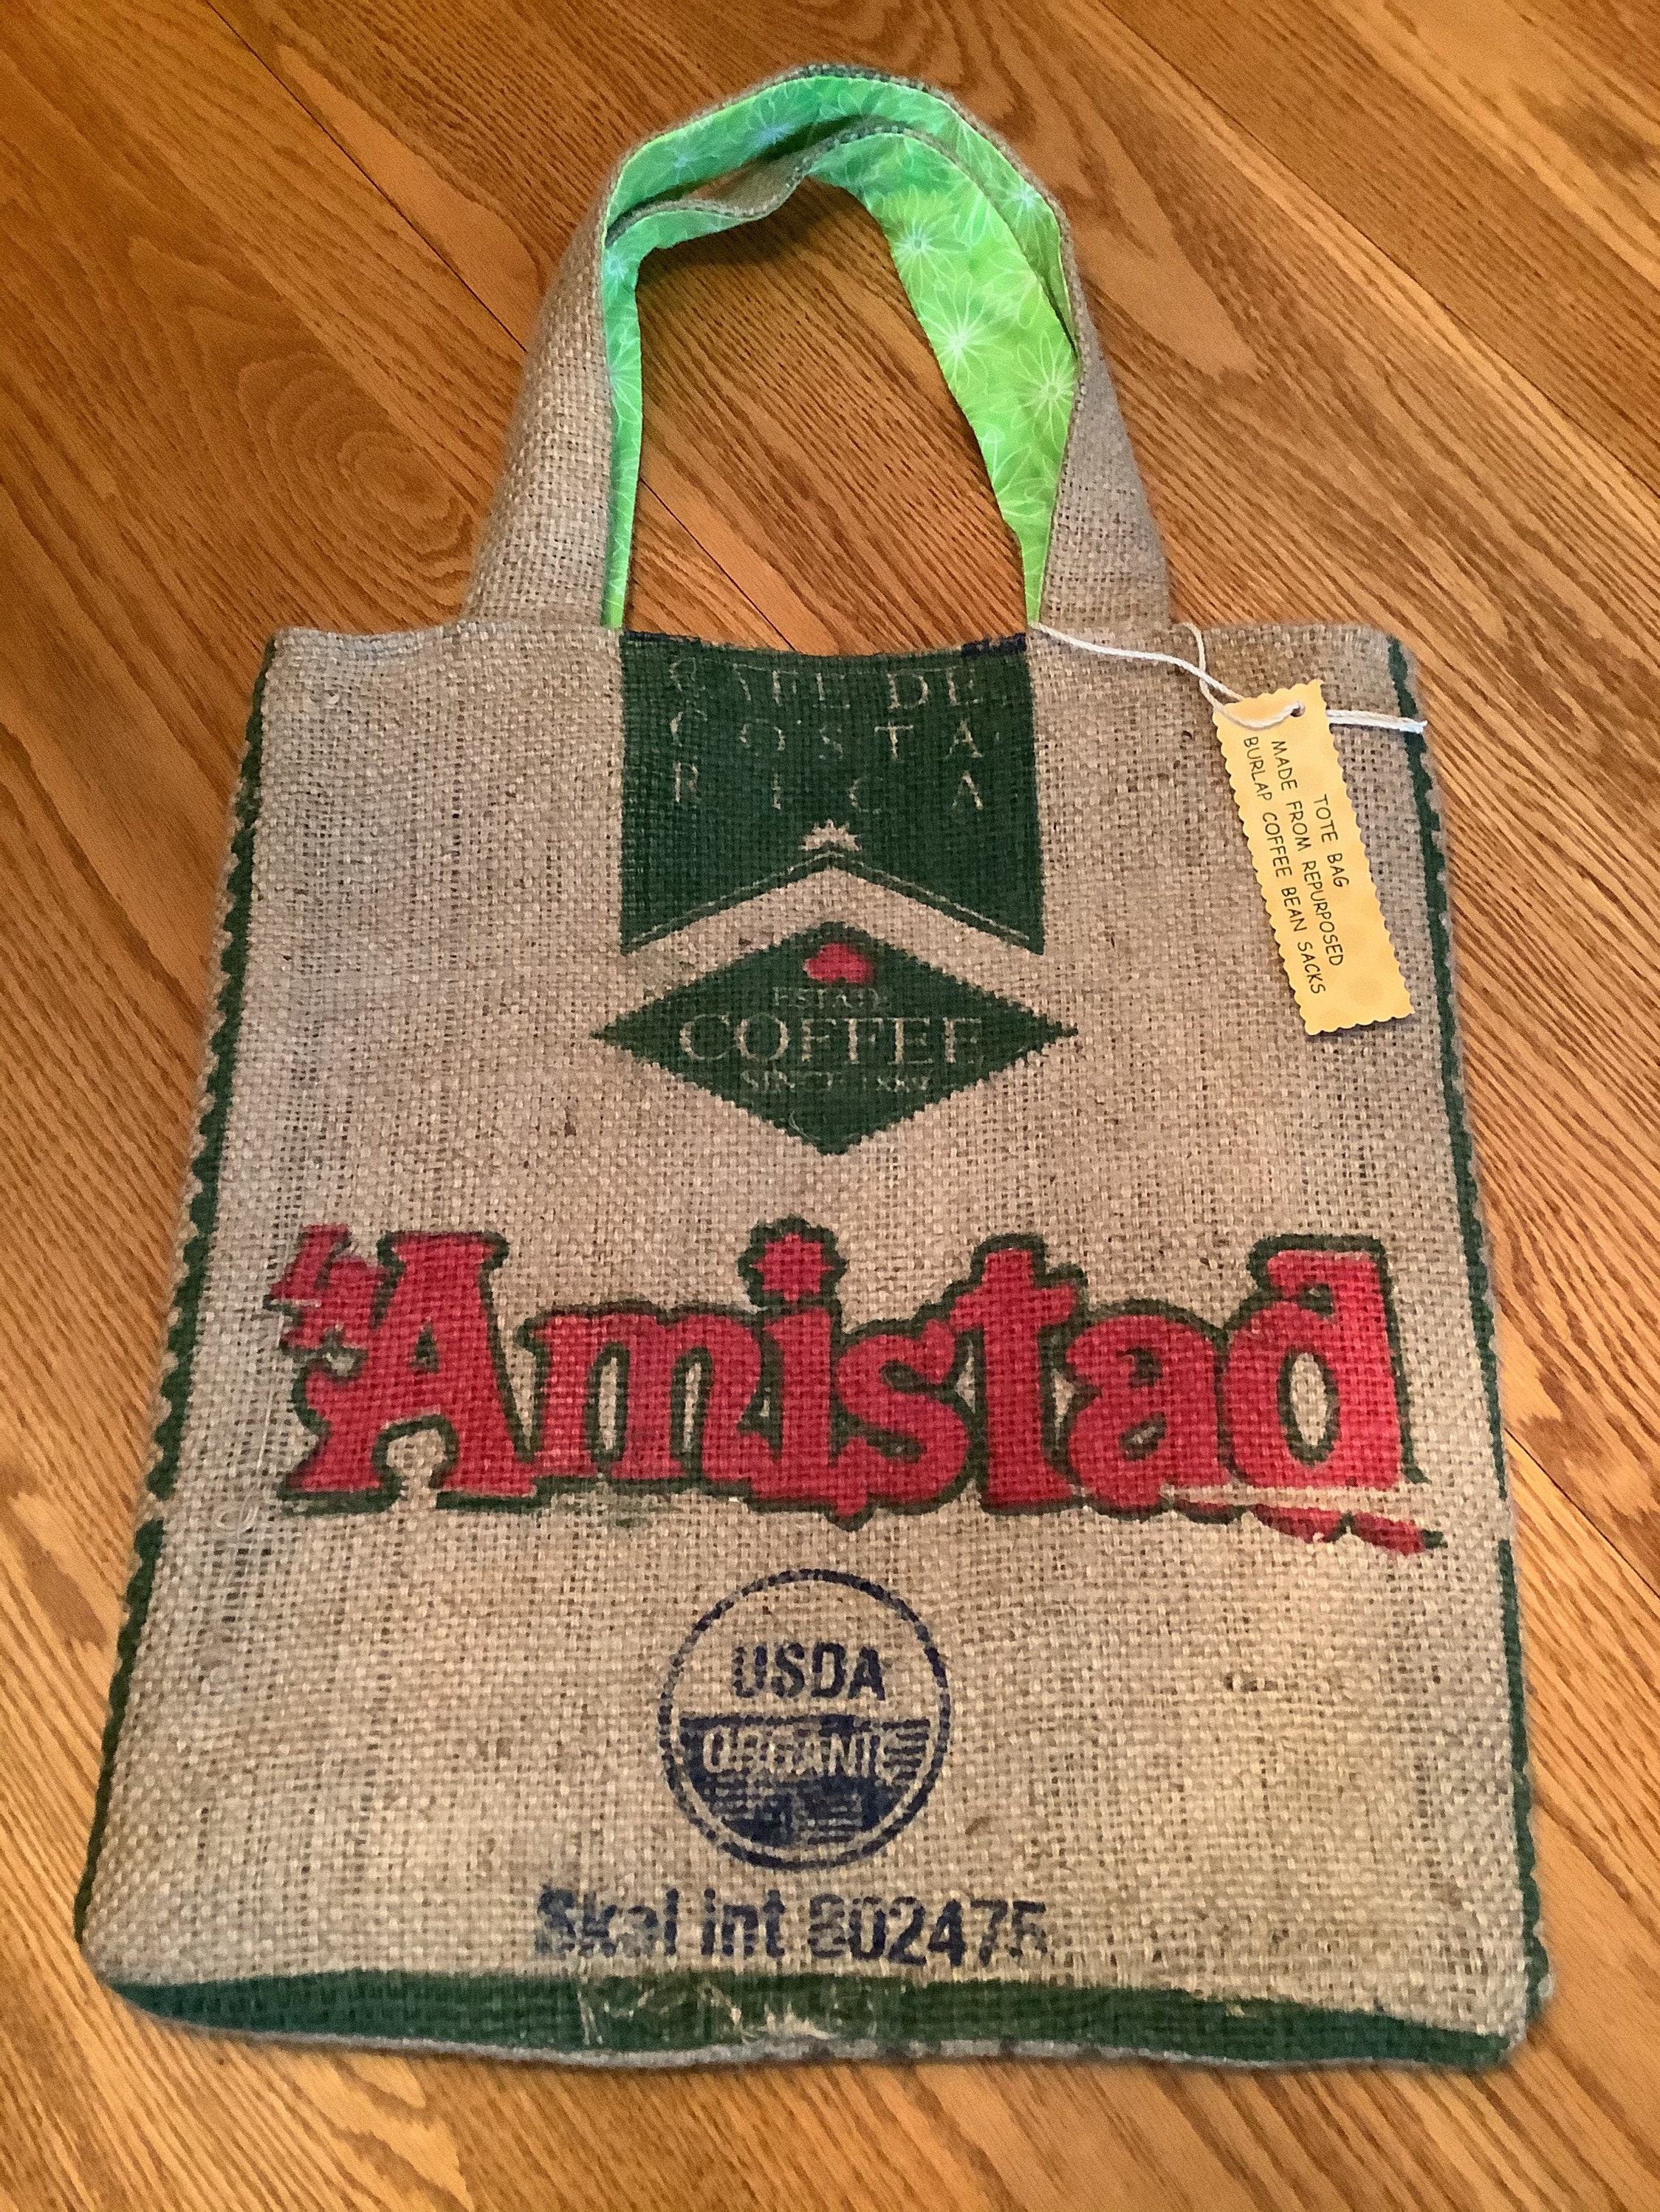 CAFE DE
COSTA
RICA
ESTATE
COFFEE
SINCE
la Amistad
USDA
ORGANIC
Skal int 802475
TOTE BAG
MADE FROM REPURPOSED
BURLAP COFFEE BEAN SACKS